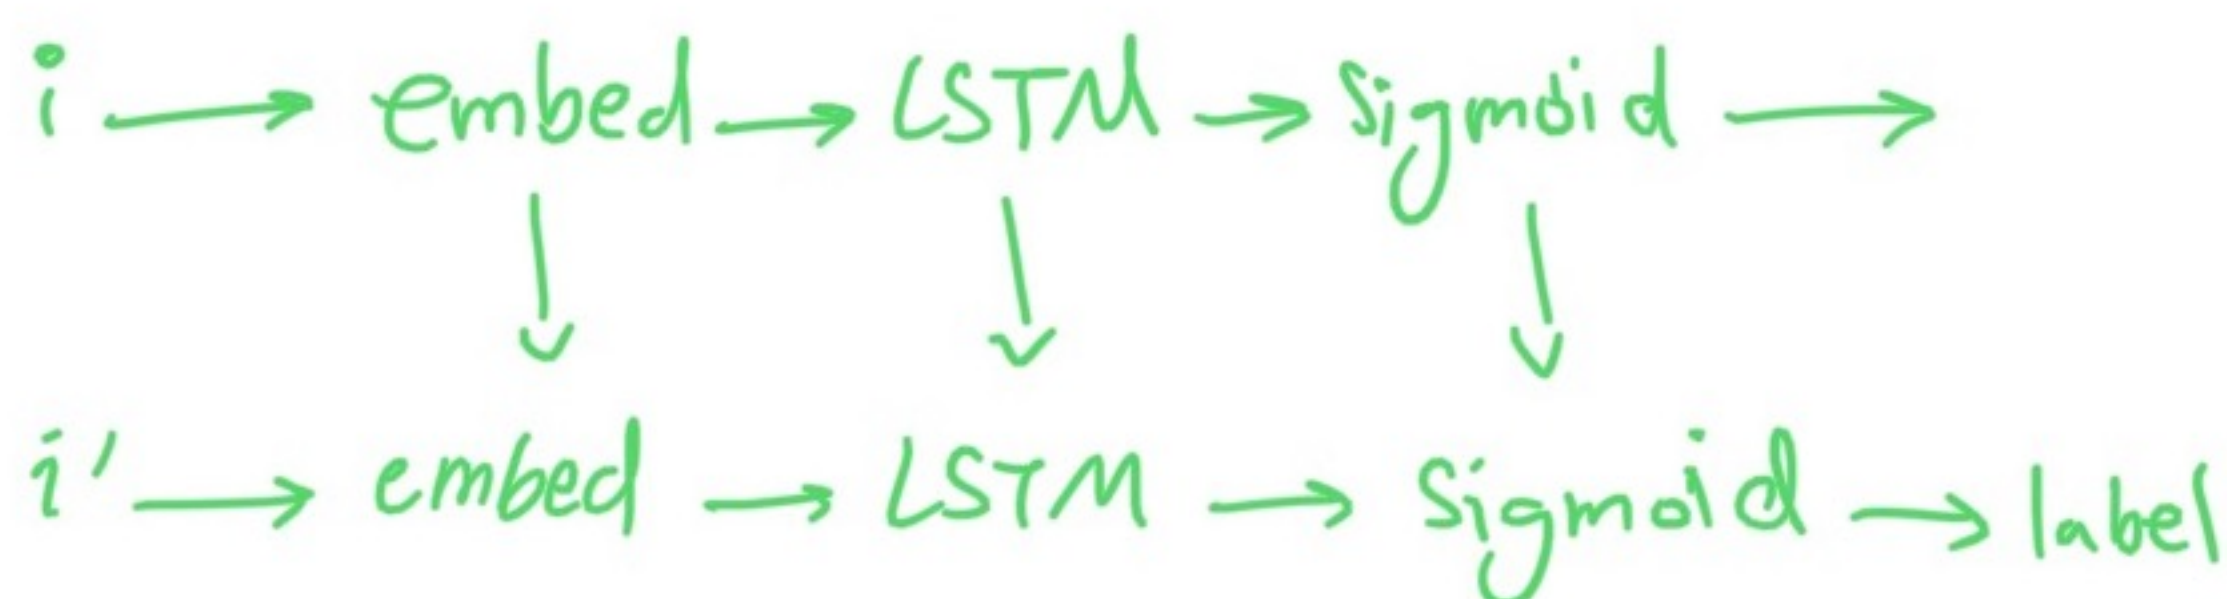 i → embed → LSTM → Sigmoid →
i' → embed → LSTM → Sigmoid → label